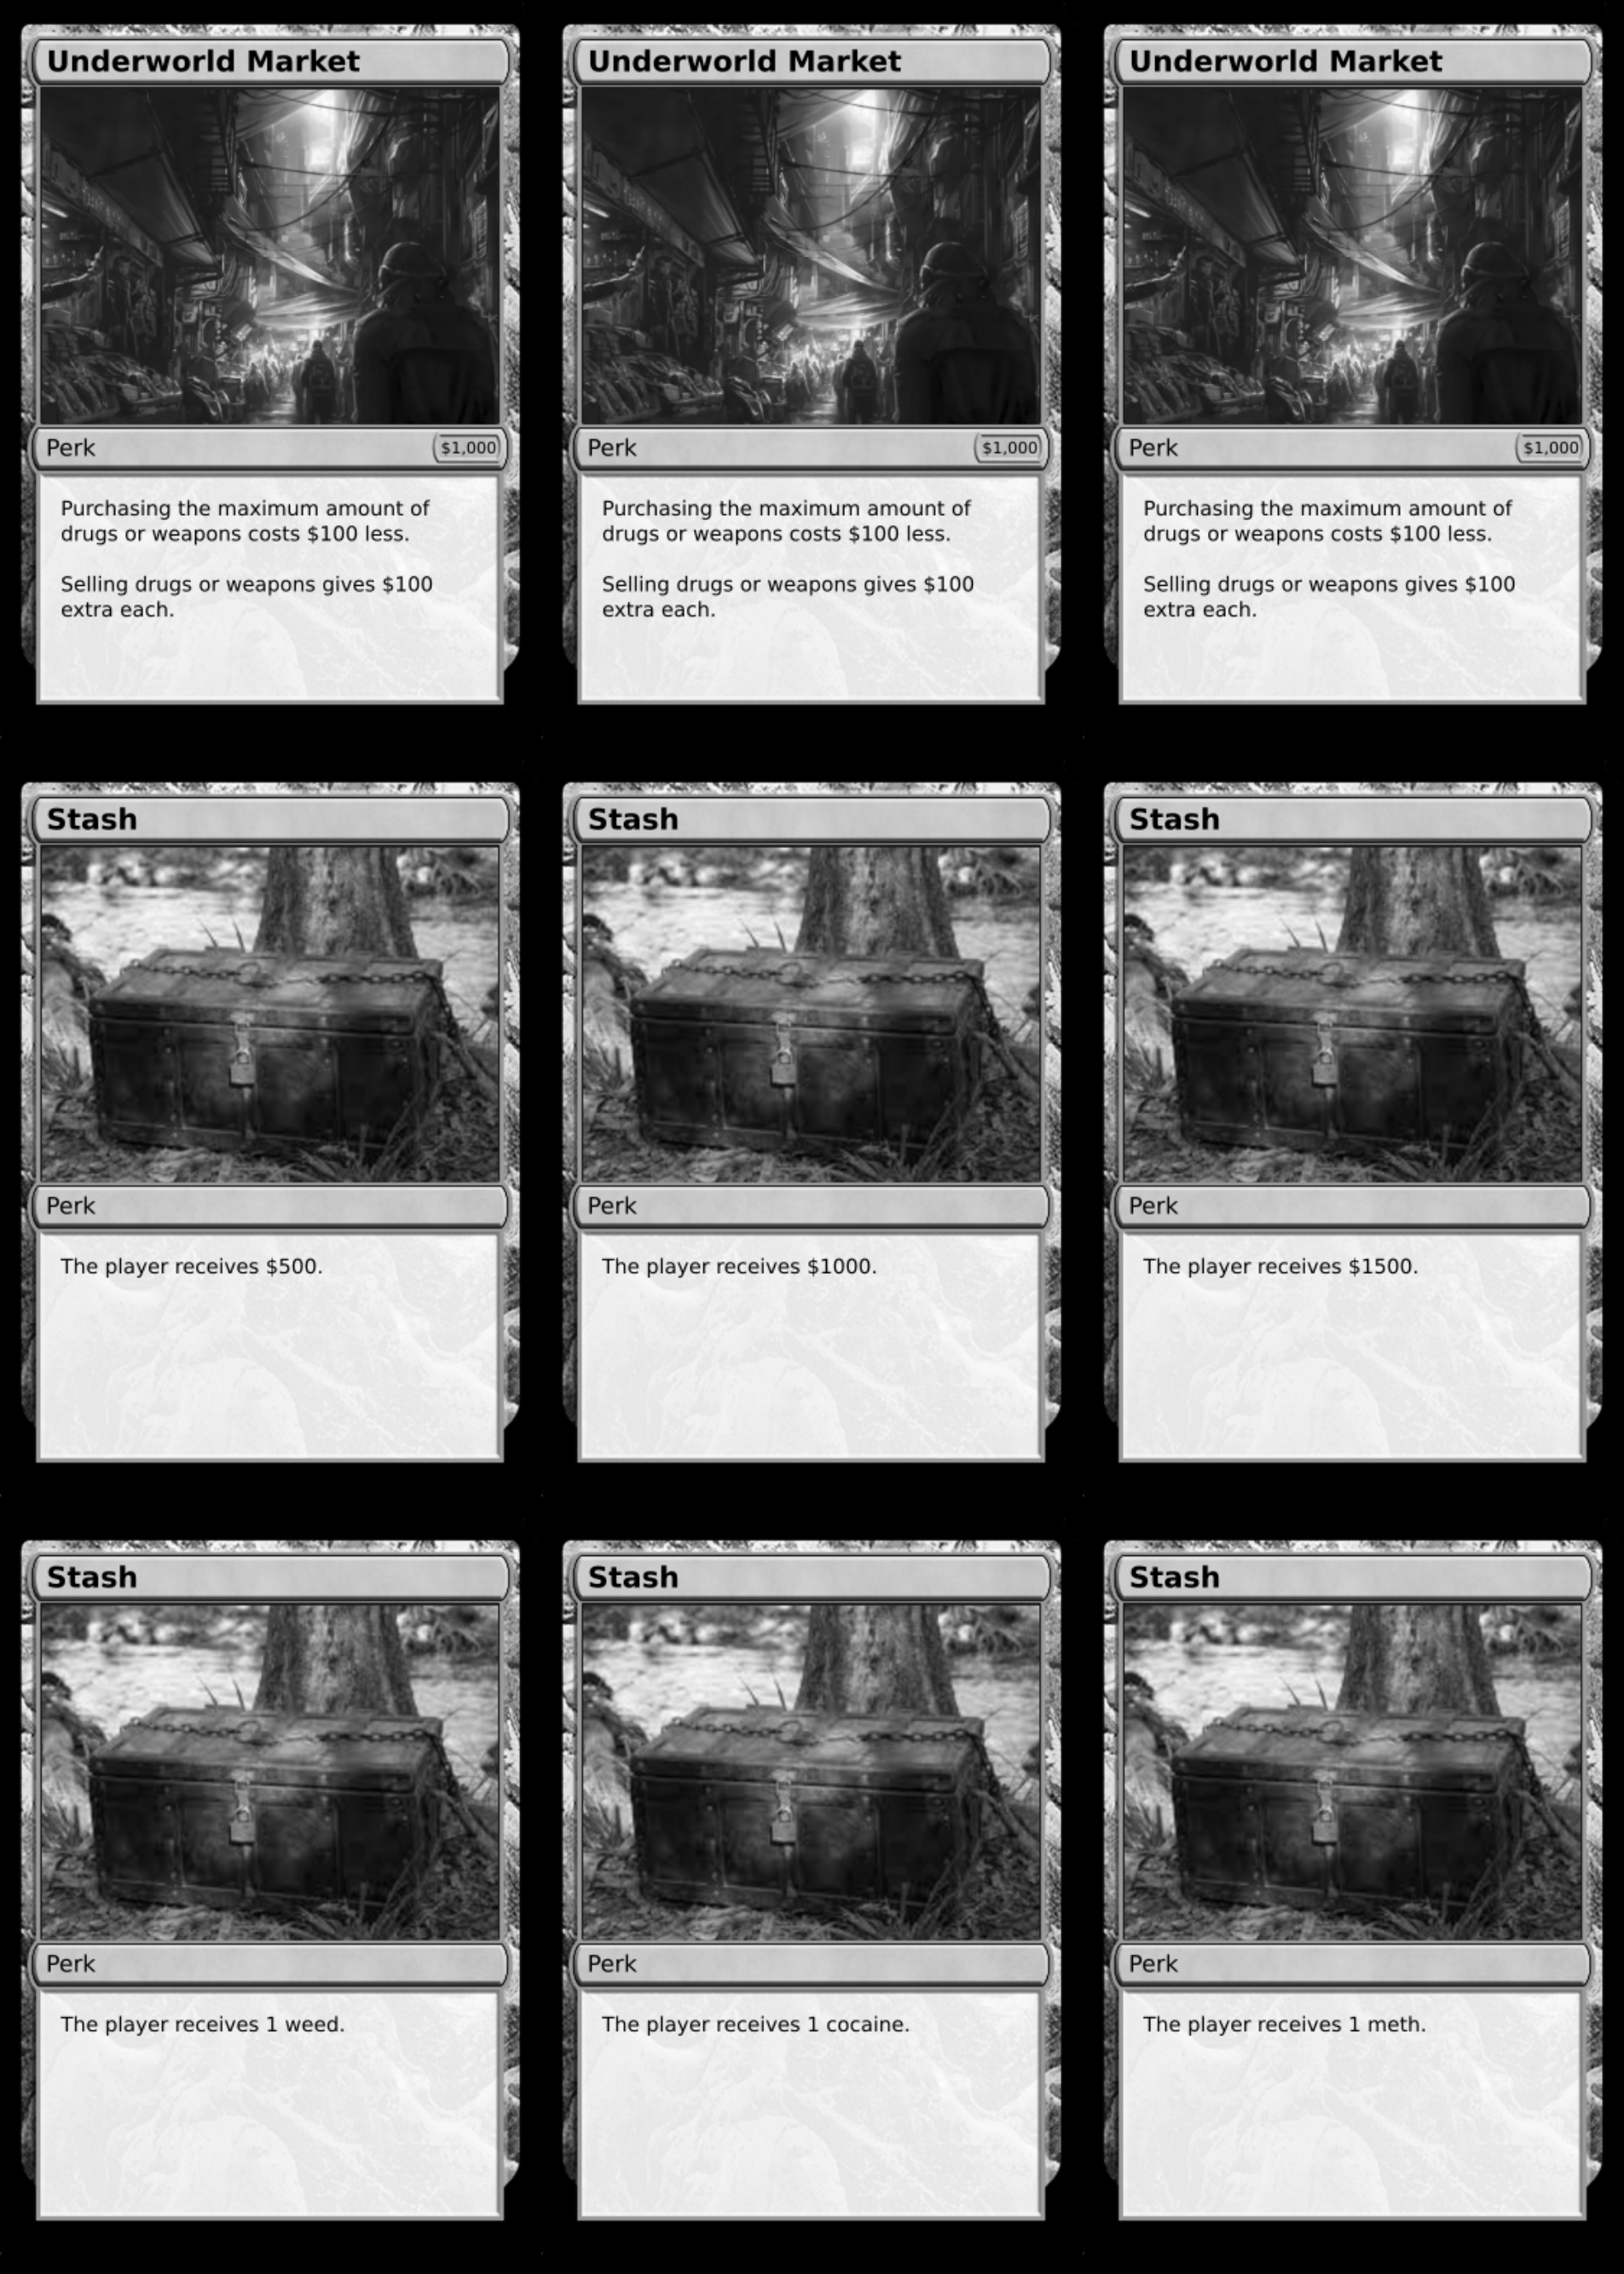 Underworld Market
Perk
$1,000
Purchasing the maximum amount of
drugs or weapons costs $100 less.
Selling drugs or weapons gives $100
extra each.
Underworld Market
Perk
$1,000
Purchasing the maximum amount of
drugs or weapons costs $100 less.
Selling drugs or weapons gives $100
extra each.
Underworld Market
Perk
$1,000
Purchasing the maximum amount of
drugs or weapons costs $100 less.
Selling drugs or weapons gives $100
extra each.
Stash
Perk
The player receives $500.
Stash
Perk
The player receives $1000.
Stash
Perk
The player receives $1500.
Stash
Perk
The player receives 1 weed.
Stash
Perk
The player receives 1 cocaine.
Stash
Perk
The player receives 1 meth.